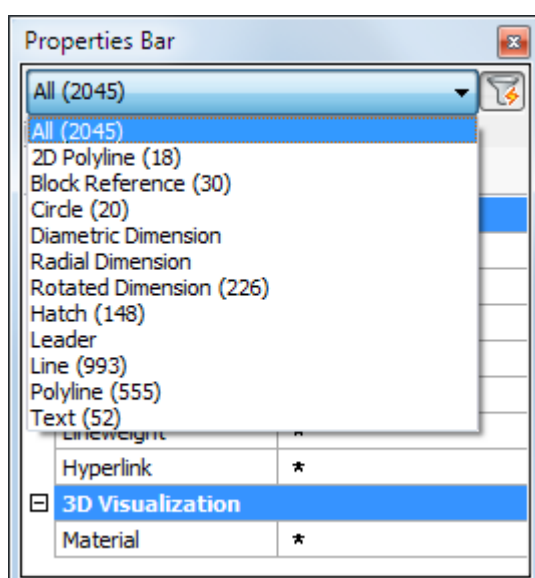 Properties Bar
All (2045)
All (2045)
2D Polyline (18)
Block Reference (30)
Circle (20)
Diametric Dimension
Radial Dimension
Rotated Dimension (226)
Hatch (148)
Leader
Line (993)
Polyline (555)
Text (52)
Lineweight *
Hyperlink *
3D Visualization
Material *